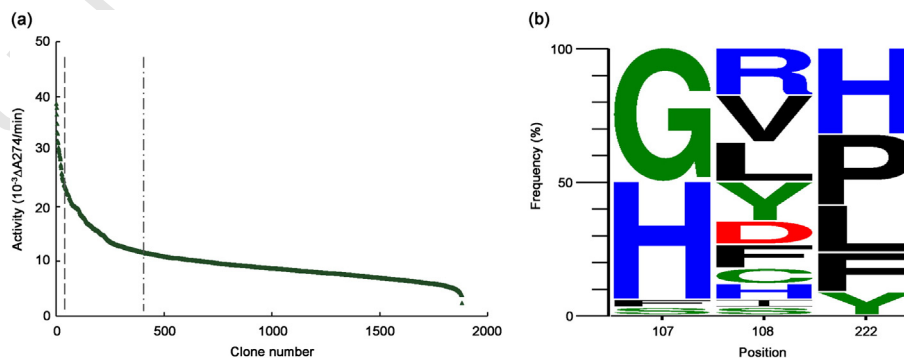 (a)
50
40
30
20
10
0
Activity (10⁻³ΔA274/min)
0 500 1000 1500 2000
Clone number
(b)
100
50
0
Frequency (%)
G
H
F
R
V
L
Y
D
F
H
H
P
L
F
Y
107 108 222
Position